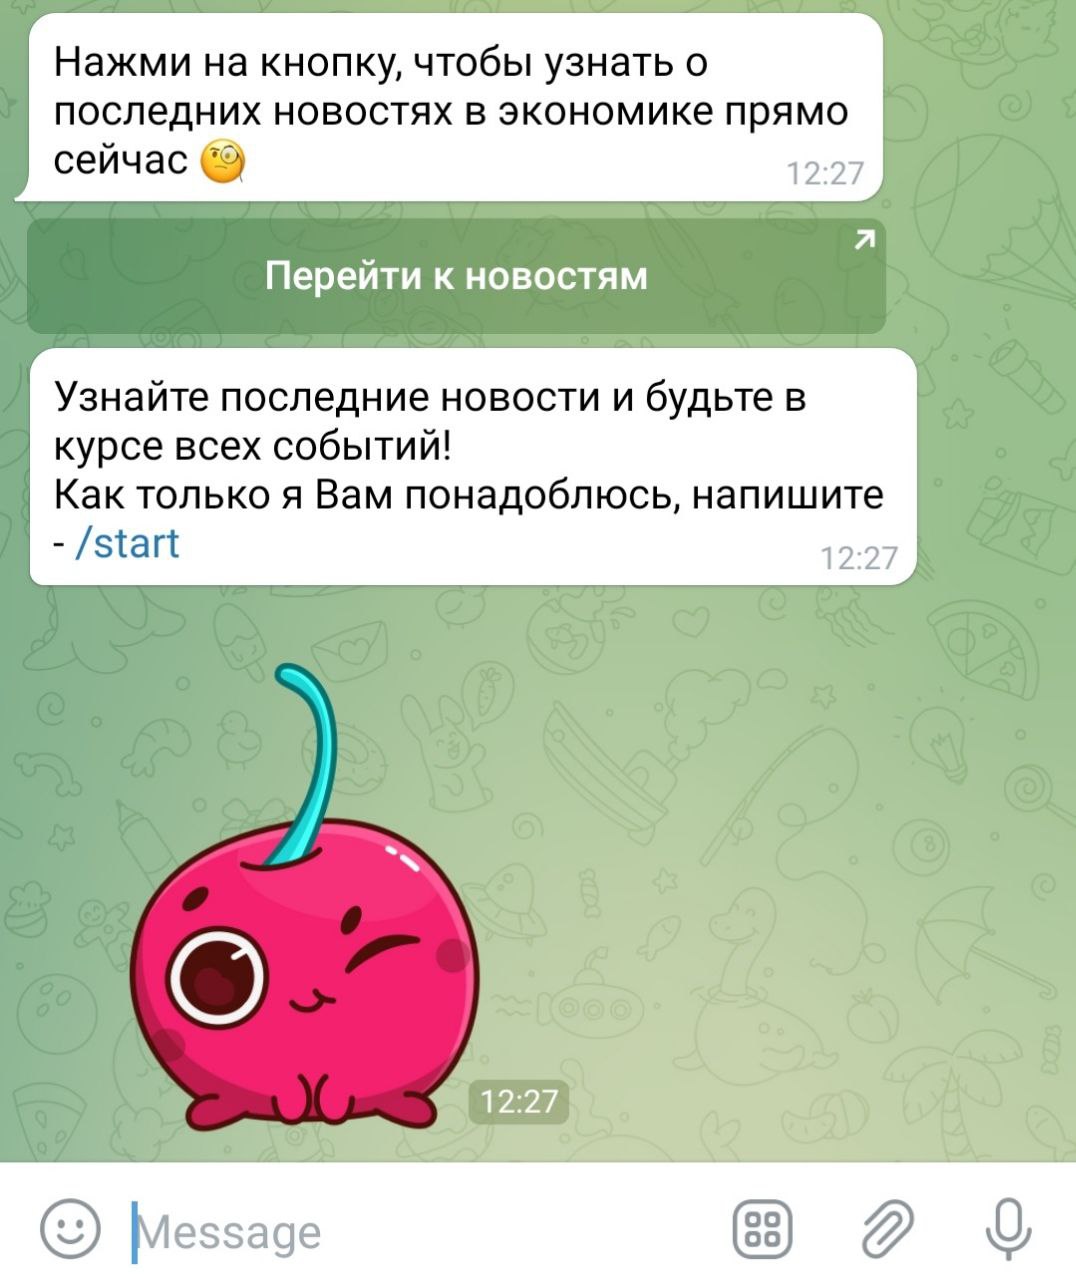 Нажми на кнопку, чтобы узнать о
последних новостях в экономике прямо
сейчас 🧐
12:27
Перейти к новостям
Узнайте последние новости и будьте в
курсе всех событий!
Как только я Вам понадоблюсь, напишите
- /start
12:27
12:27
Message